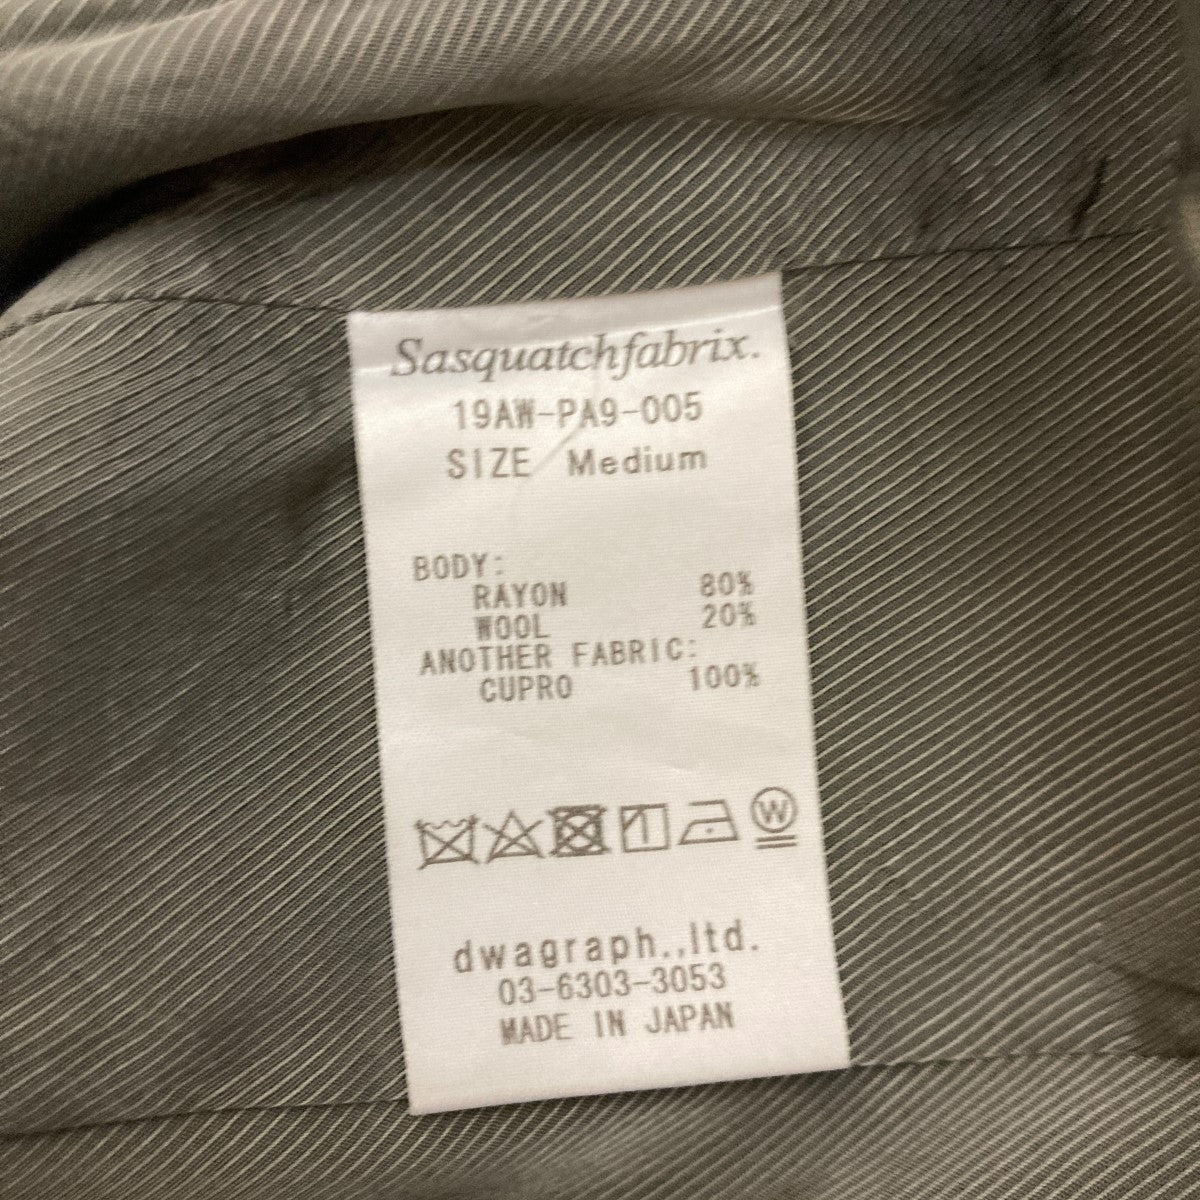 Sasquatchfabrix.
19AW-PA9-005
SIZE Medium
BODY:
RAYON 80%
WOOL 20%
ANOTHER FABRIC:
CUPRO 100%
W
dwagraph.,ltd.
03-6303-3053
MADE IN JAPAN